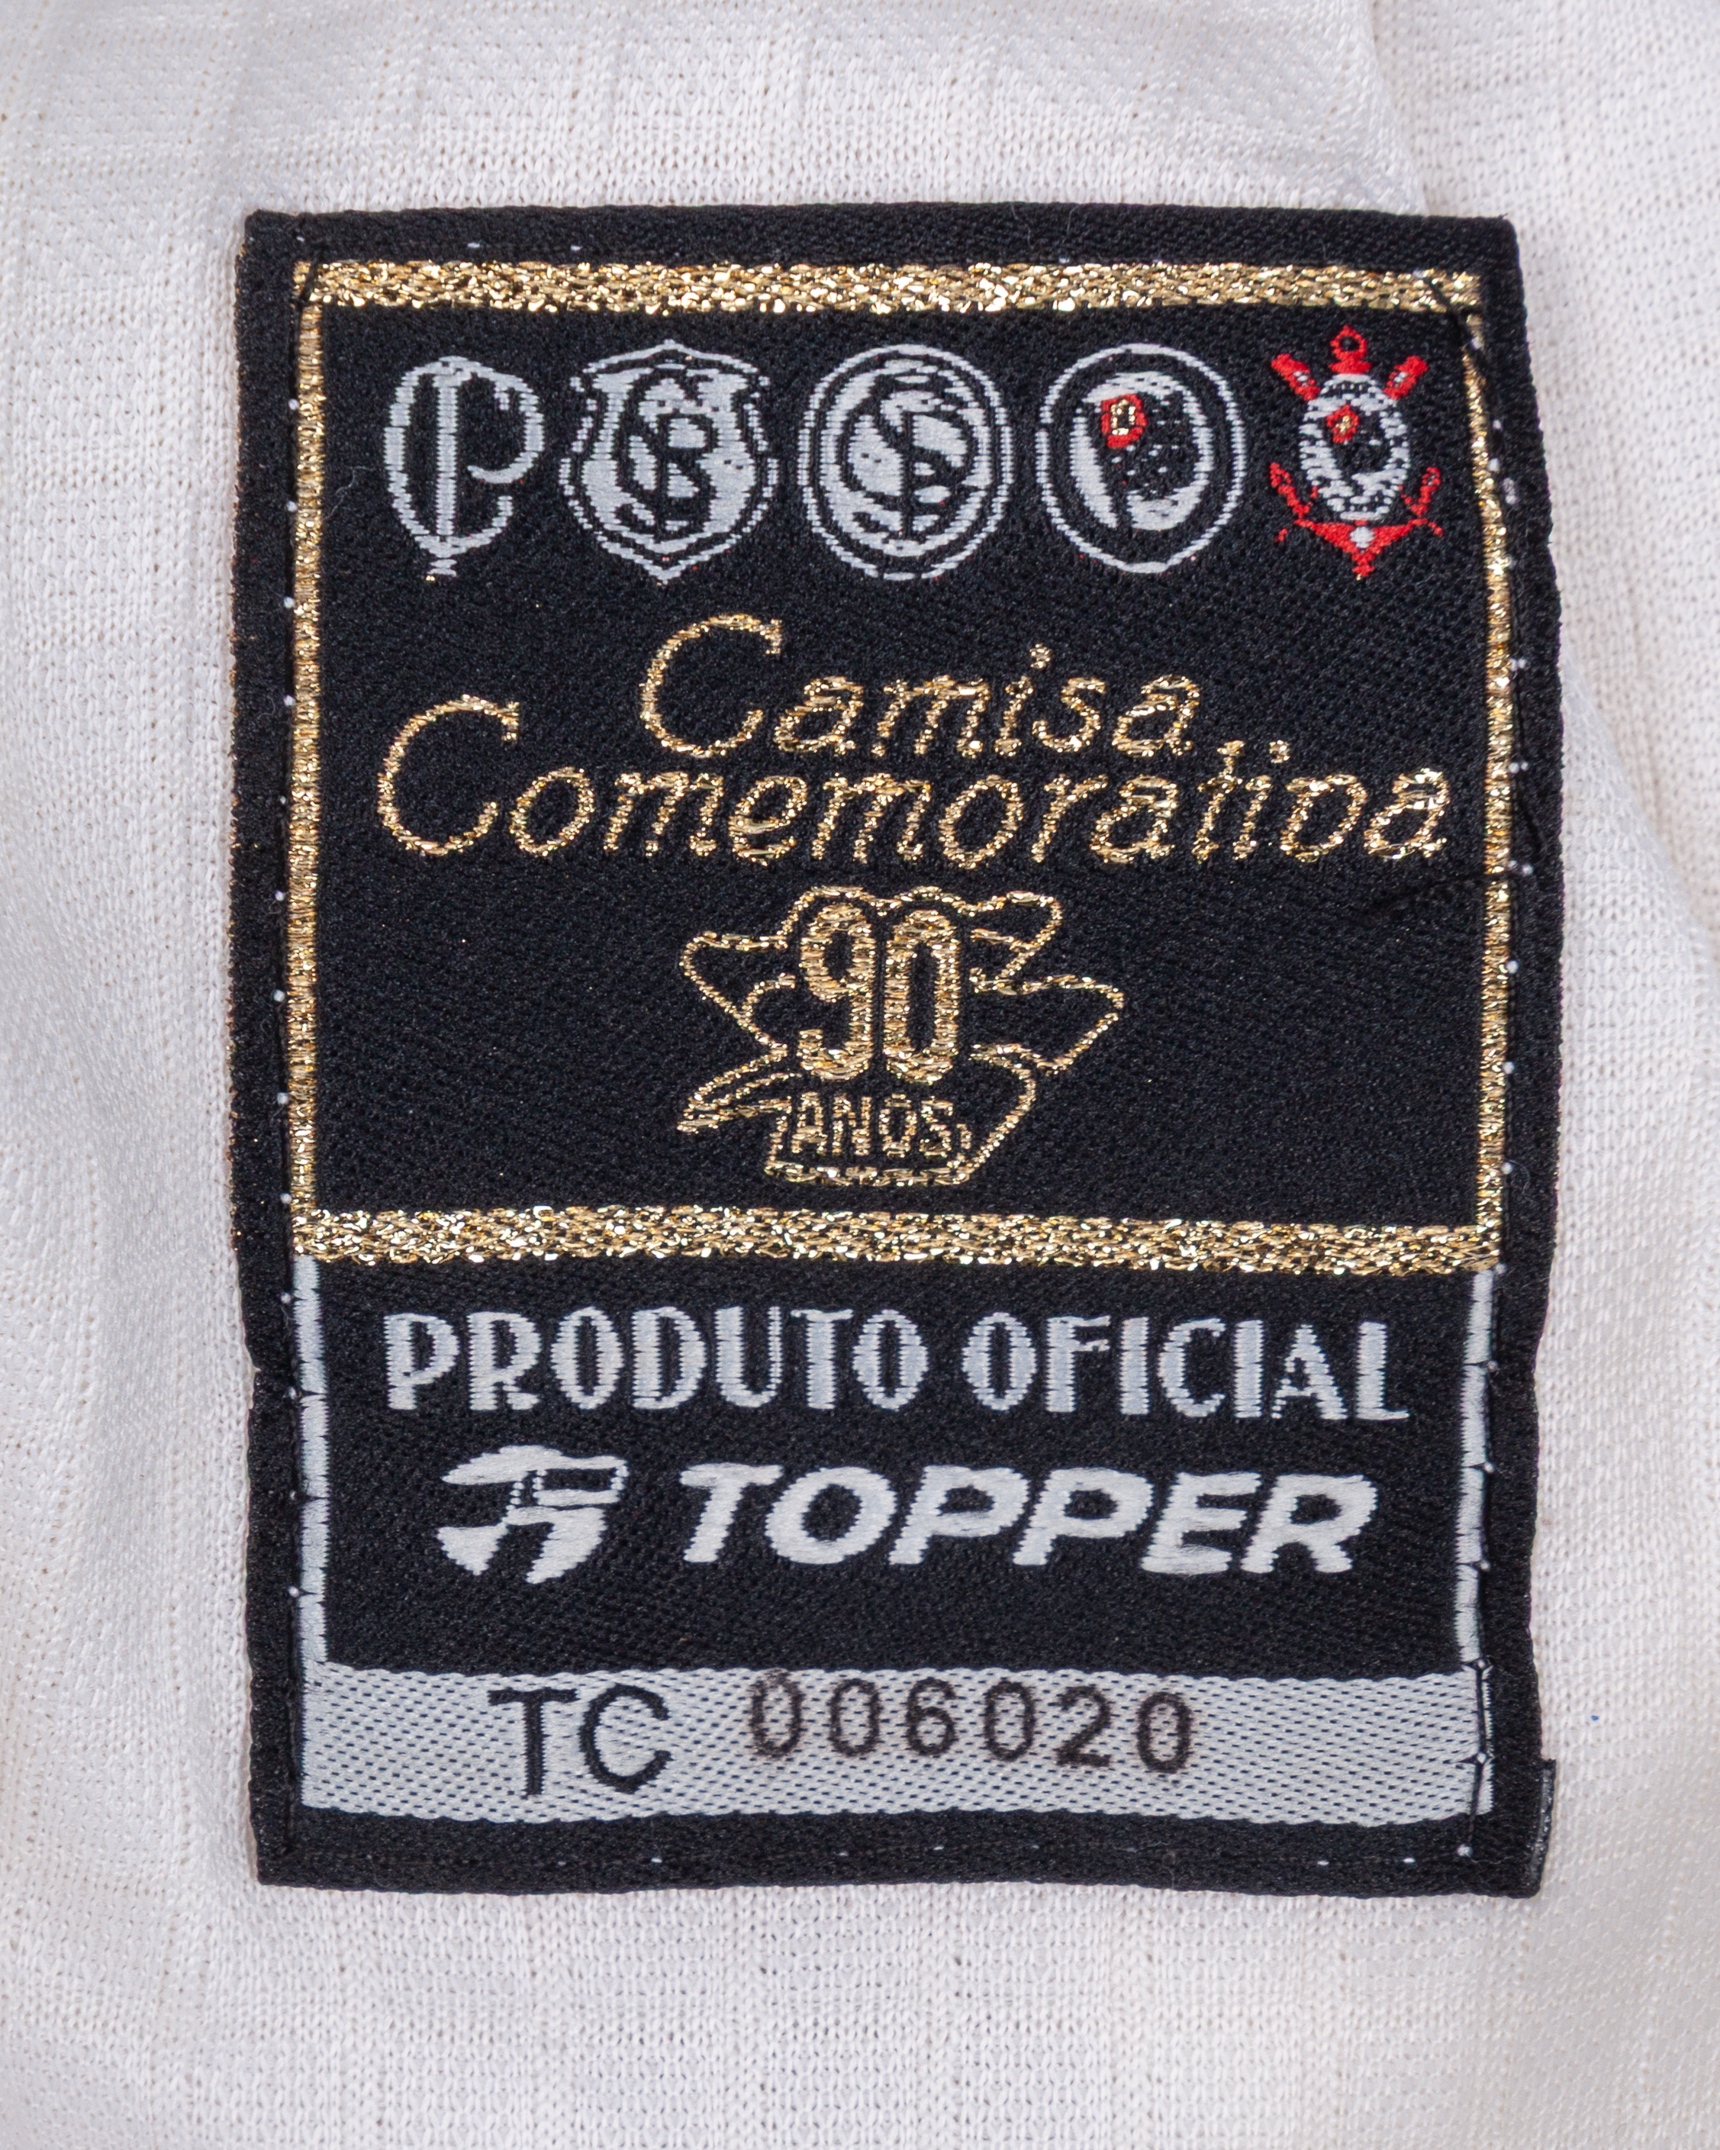 Camisa
Comemorativa
90
ANOS
PRODUTO OFICIAL
TOPPER
TC 006020